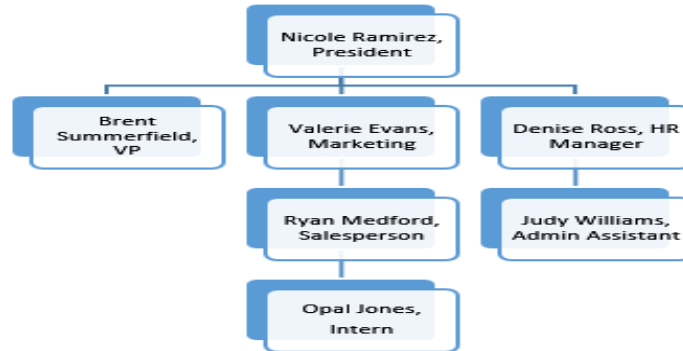 Nicole Ramirez,
President
Brent
Summerfield,
VP
Valerie Evans,
Marketing
Denise Ross, HR
Manager
Ryan Medford,
Salesperson
Judy Williams,
Admin Assistant
Opal Jones,
Intern